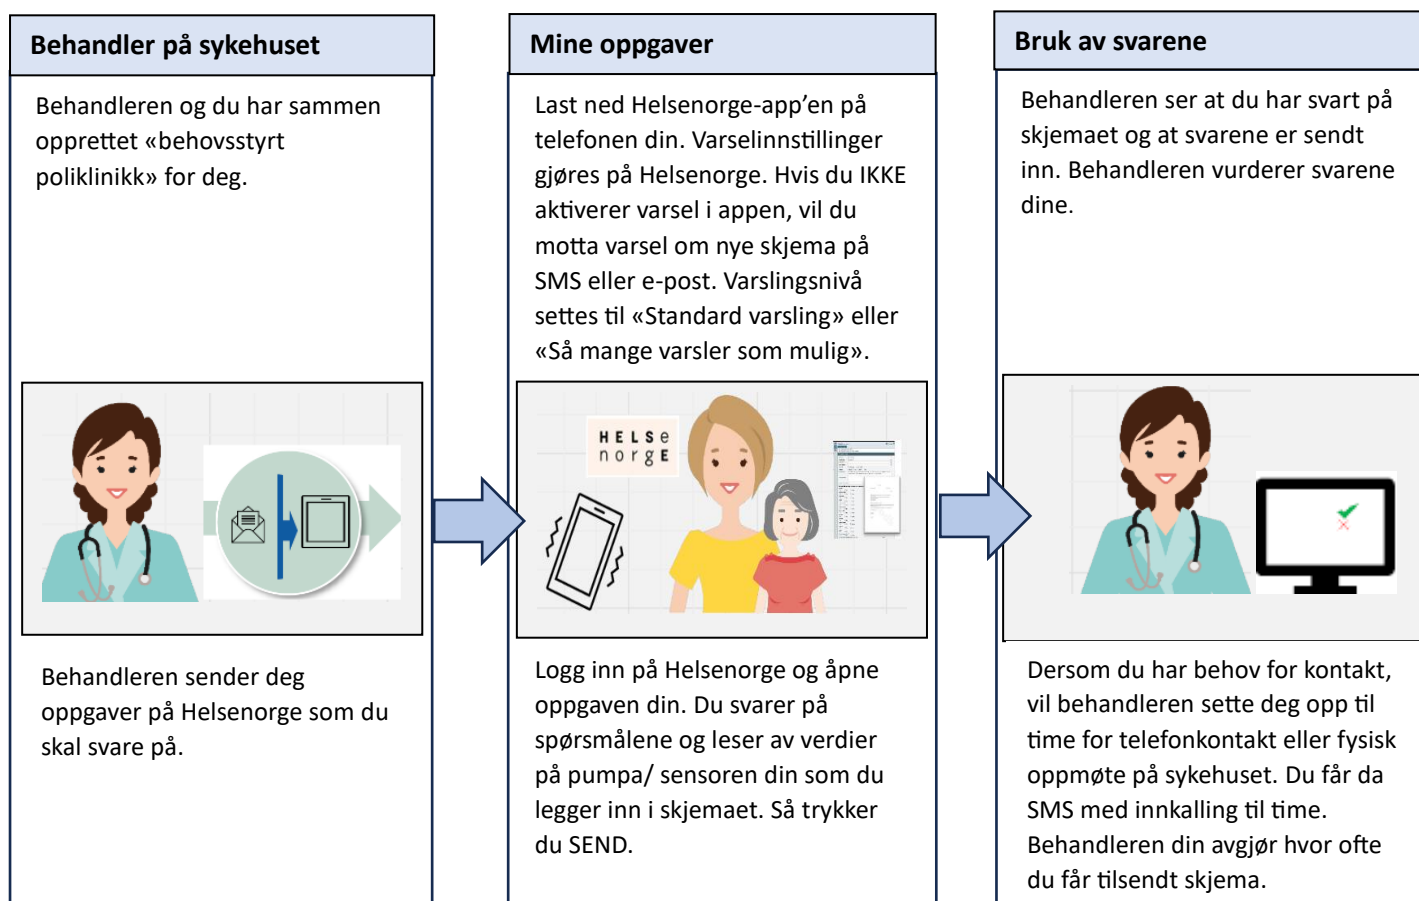 Behandler på sykehuset
Behandleren og du har sammen
opprettet «behovsstyrt
poliklinikk» for deg.
Behandleren sender deg
oppgaver på Helsenorge som du
skal svare på.
Mine oppgaver
Last ned Helsenorge-app’en på
telefonen din. Varselinnstillinger
gjøres på Helsenorge. Hvis du IKKE
aktiverer varsel i appen, vil du
motta varsel om nye skjema på
SMS eller e-post. Varslingsnivå
settes til «Standard varsling» eller
«Så mange varsler som mulig».
HELSe
norgE
Logg inn på Helsenorge og åpne
oppgaven din. Du svarer på
spørsmålene og leser av verdier
på pumpa/ sensoren din som du
legger inn i skjemaet. Så trykker
du SEND.
Bruk av svarene
Behandleren ser at du har svart på
skjemaet og at svarene er sendt
inn. Behandleren vurderer svarene
dine.
Dersom du har behov for kontakt,
vil behandleren sette deg opp til
time for telefonkontakt eller fysisk
oppmøte på sykehuset. Du får da
SMS med innkalling til time.
Behandleren din avgjør hvor ofte
du får tilsendt skjema.